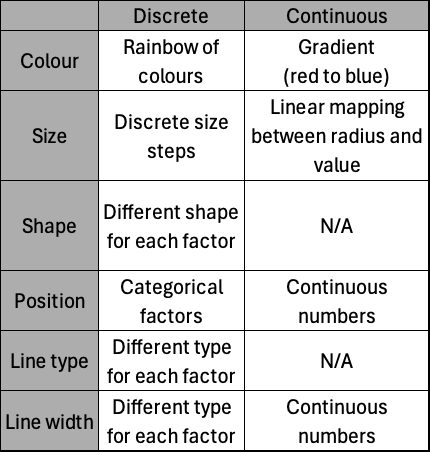 Discrete
Continuous
Colour
Rainbow of
colours
Gradient
(red to blue)
Size
Discrete size
steps
Linear mapping
between radius and
value
Shape
Different shape
for each factor
N/A
Position
Categorical
factors
Continuous
numbers
Line type
Different type
for each factor
N/A
Line width
Different type
for each factor
Continuous
numbers